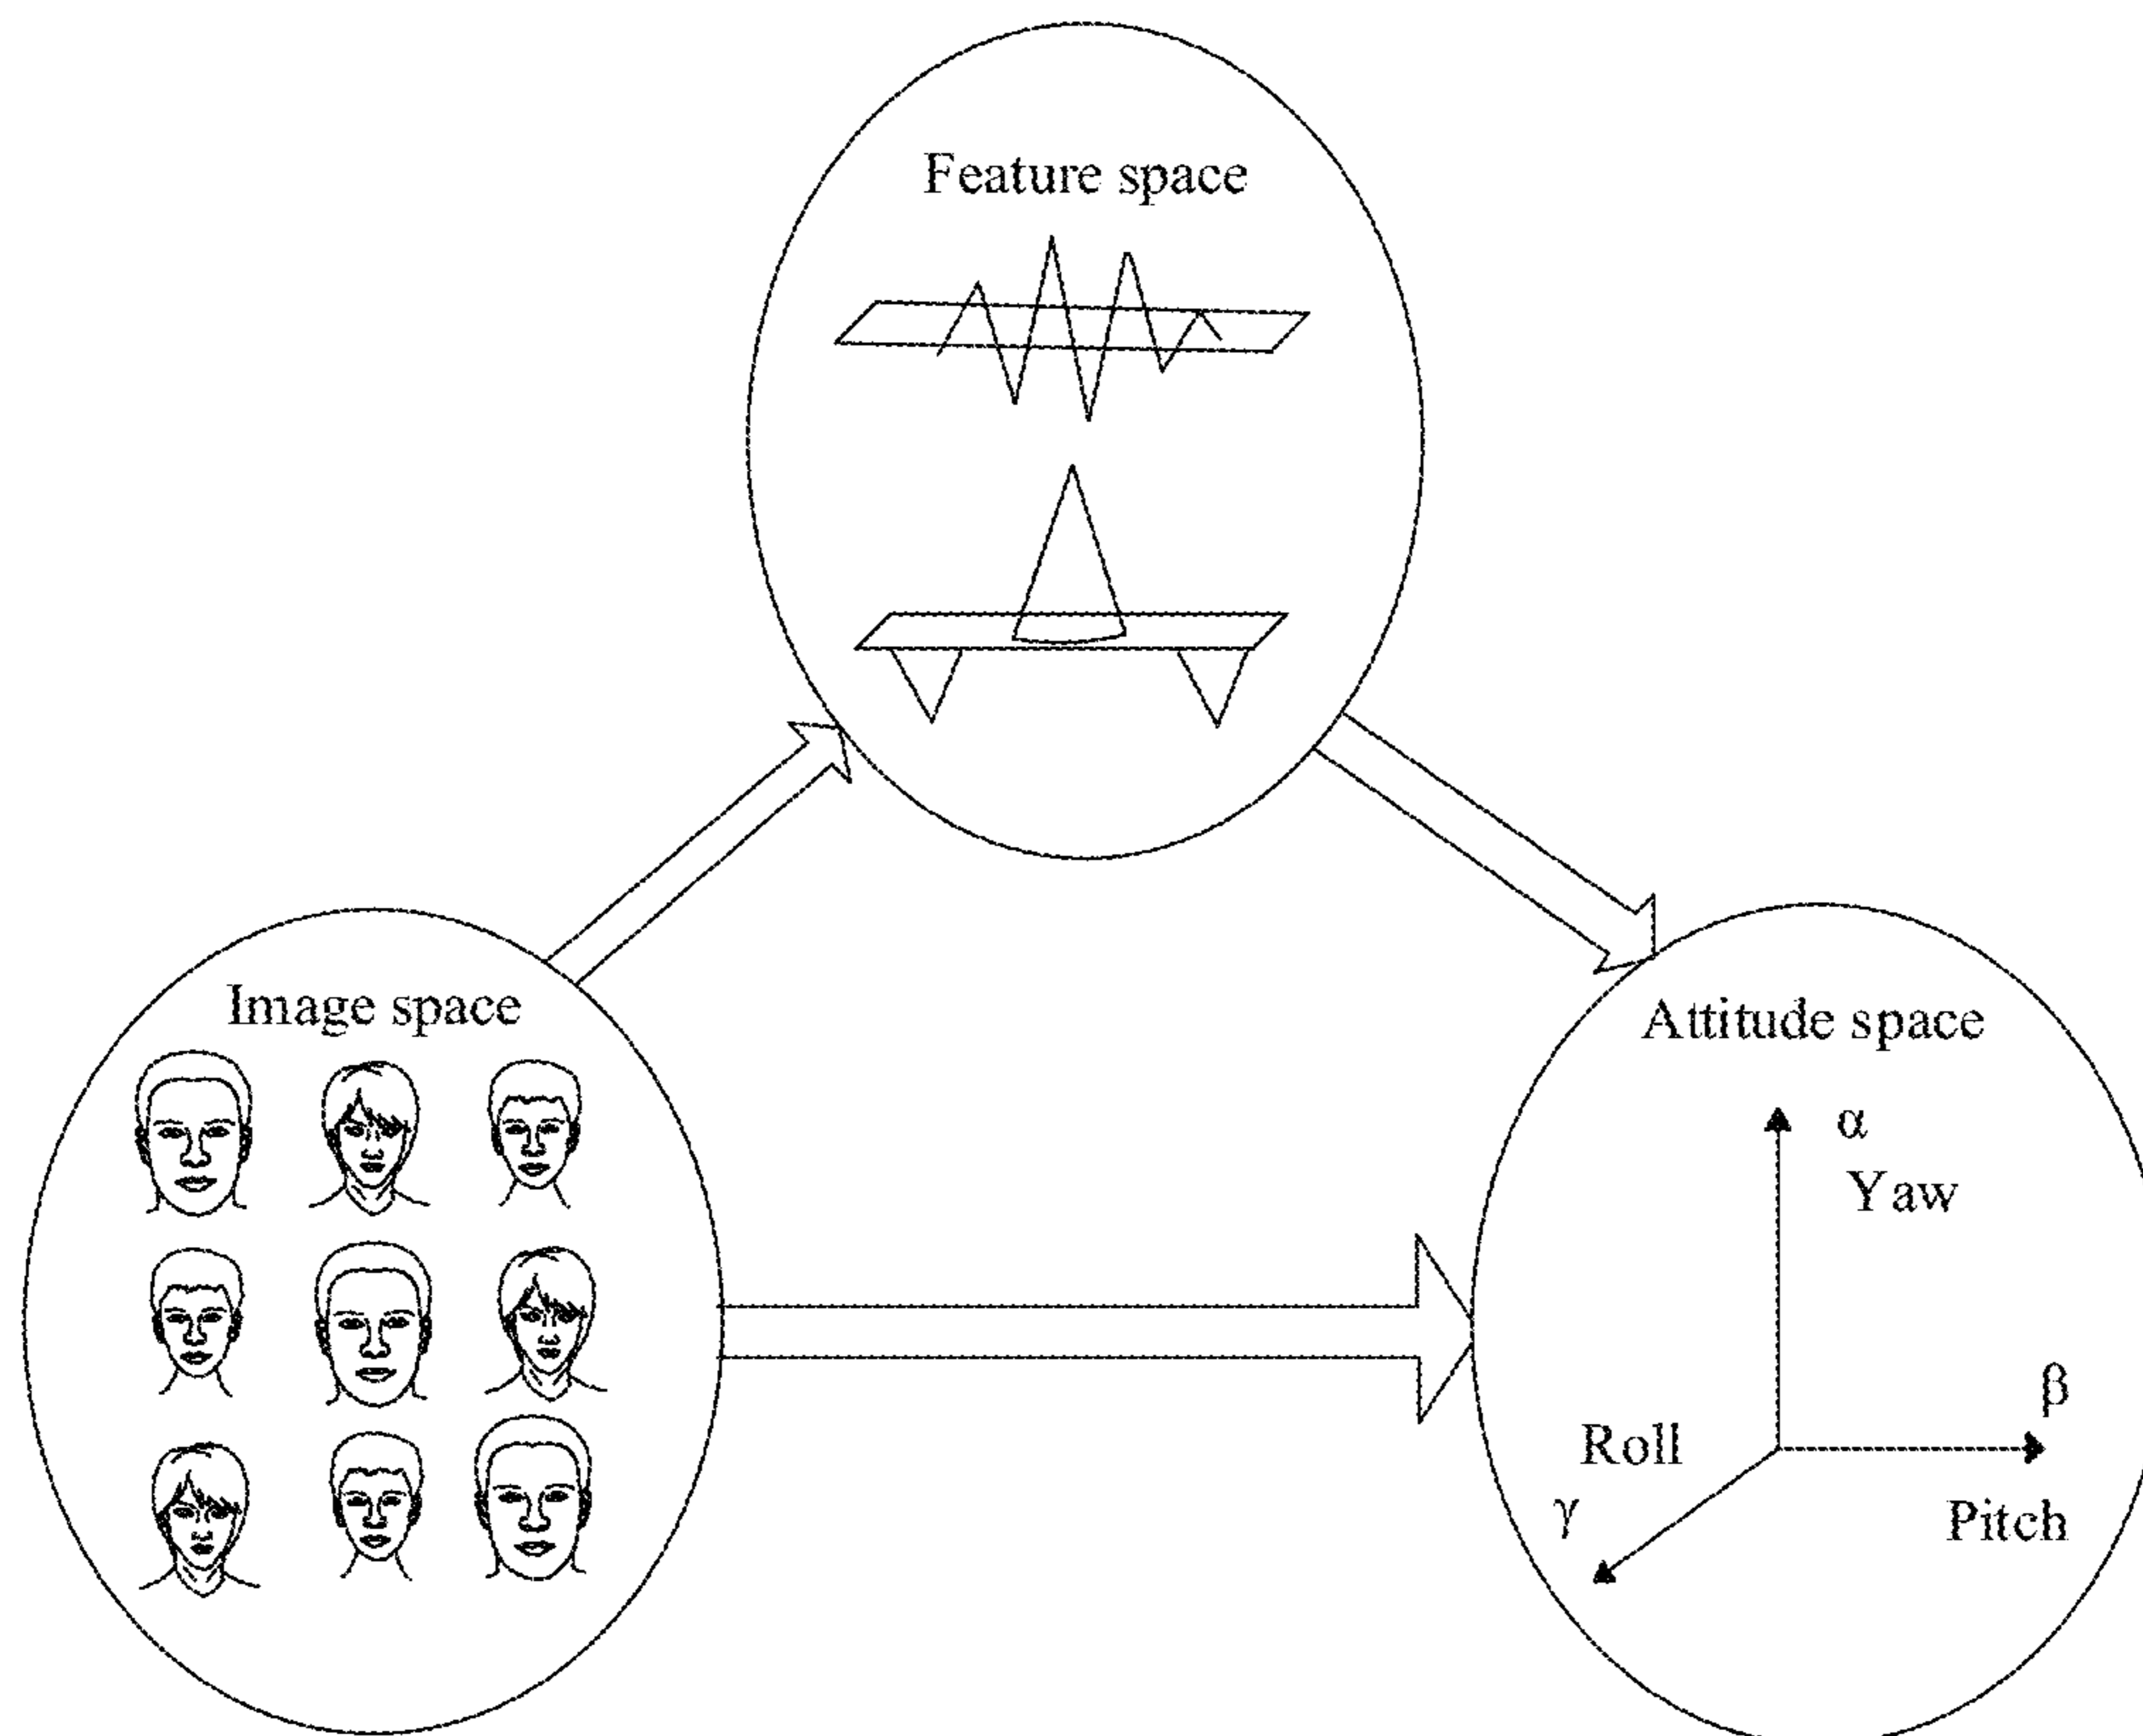 Feature space
Image space
Attitude space
α
Yaw
β
Roll
γ
Pitch